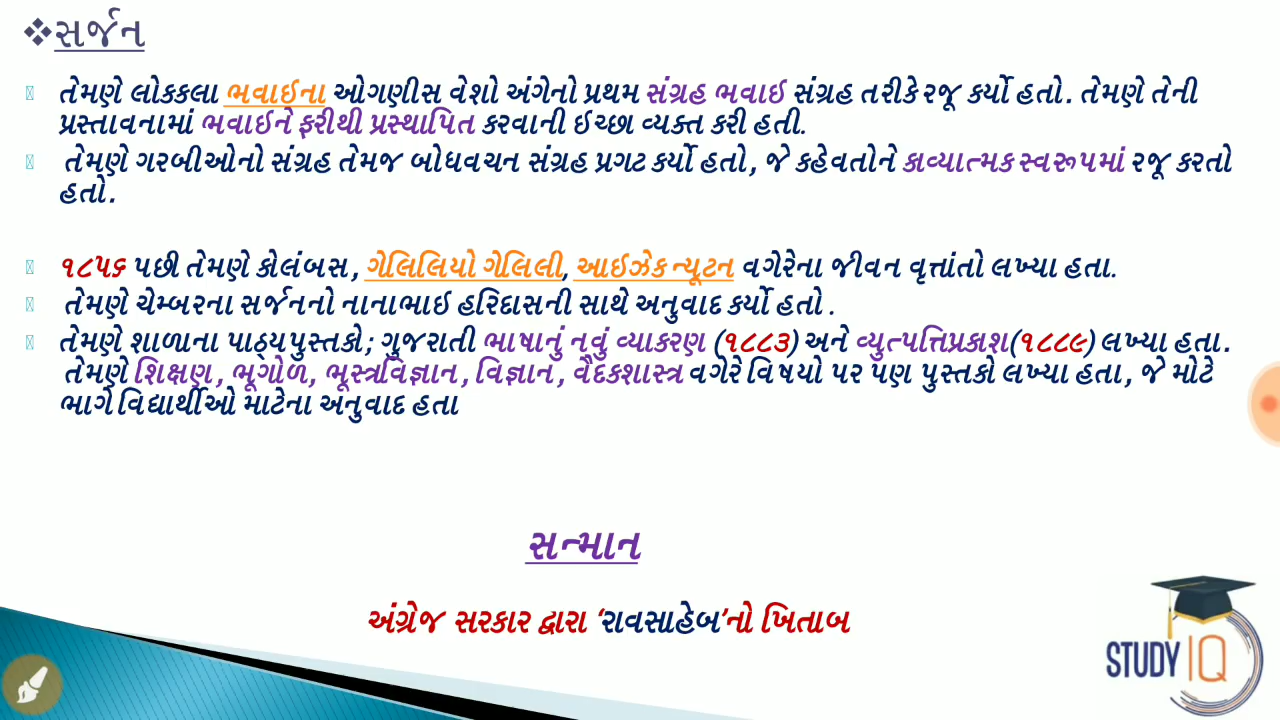 ❖સર્જન
તેમણે લોકકલા ભવાઈના ઓગણીસ વેશો અંગેનો પ્રથમ સંગ્રહ ભવાઈ સંગ્રહ તરીકે રજૂ કર્યો હતો. તેમણે તેની
પ્રસ્તાવનામાં ભવાઈને ફરીથી પ્રસ્થાપિત કરવાની ઈચ્છા વ્યક્ત કરી હતી.
તેમણે ગરબીઓનો સંગ્રહ તેમજ બોધવચન સંગ્રહ પ્રગટ કર્યો હતો, જે કહેવતોને કાવ્યાત્મક સ્વરૂપમાં રજૂ કરતો
હતો.
૧૮૫૬ પછી તેમણે કોલંબસ, ગેલિલિયો ગેલિલી, આઇઝેક ન્યૂટન વગેરેના જીવન વૃત્તાંતો લખ્યા હતા.
તેમણે ચેમ્બરના સર્જનનો નાનાભાઈ હરિદાસની સાથે અનુવાદ કર્યો હતો.
તેમણે શાળાના પાઠ્યપુસ્તકો; ગુજરાતી ભાષાનું નવું વ્યાકરણ (૧૮૮૩) અને વ્યુત્પત્તિપ્રકાશ(૧૮૮૯) લખ્યા હતા.
તેમણે શિક્ષણ, ભૂગોળ, ભૂસ્ત્રવિજ્ઞાન, વિજ્ઞાન, વૈદકશાસ્ત્ર વગેરે વિષયો પર પણ પુસ્તકો લખ્યા હતા, જે મોટે
ભાગે વિદ્યાર્થીઓ માટેના અનુવાદ હતા
સન્માન
અંગ્રેજ સરકાર દ્વારા ‘રાવસાહેબ’નો ખિતાબ
STUDY IQ